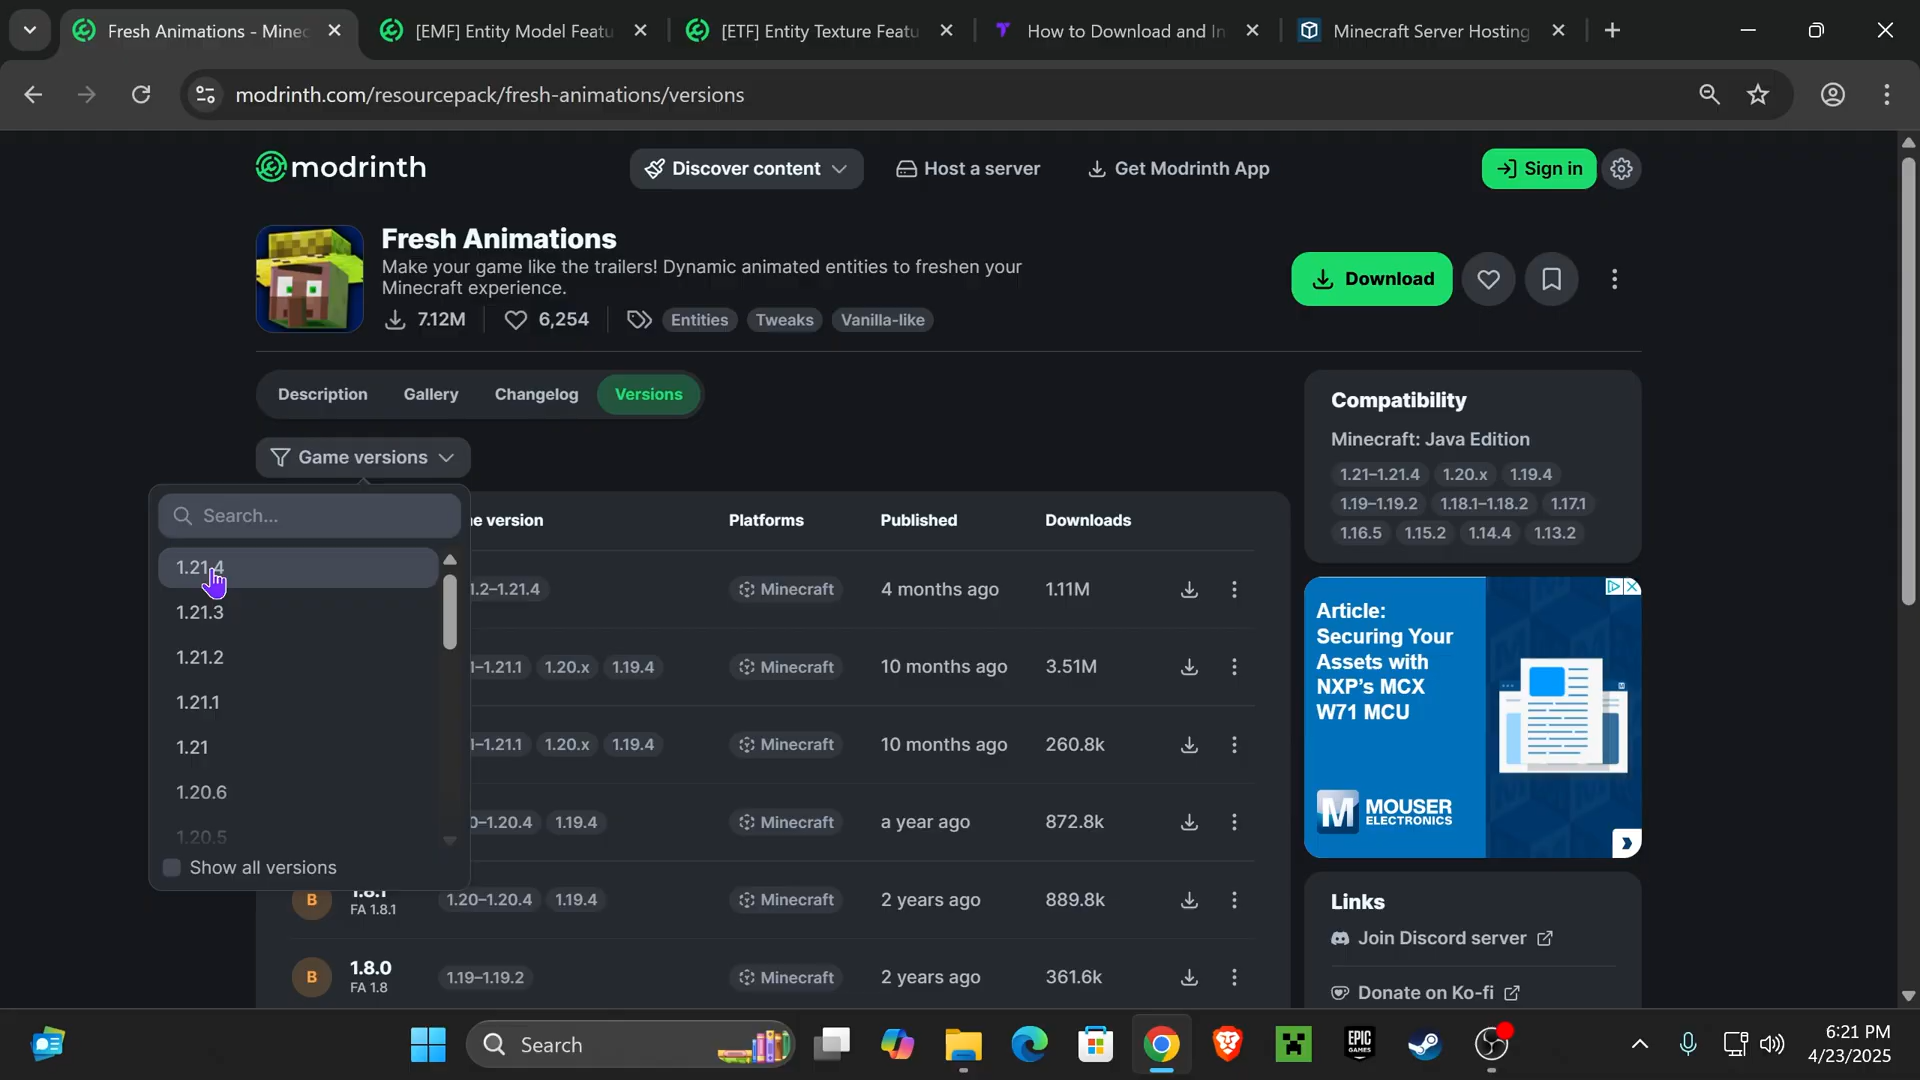 Fresh Animations - Minec
[EMF] Entity Model Featu
[ETF] Entity Texture Featu
How to Download and In
Minecraft Server Hosting
modrinth.com/resourcepack/fresh-animations/versions
modrinth
Discover content
Host a server
Get Modrinth App
Sign in
Fresh Animations
Make your game like the trailers! Dynamic animated entities to freshen your
Minecraft experience.
7.12M
6,254
Entities
Tweaks
Vanilla-like
Download
Description
Gallery
Changelog
Versions
Game versions
Search...
1.21.4
1.21.3
1.21.2
1.21.1
1.21
1.20.6
1.20.5
Show all versions
e version
Platforms
Published
Downloads
1.2–1.21.4
Minecraft
4 months ago
1.11M
1–1.21.1
1.20.x
1.19.4
Minecraft
10 months ago
3.51M
1–1.21.1
1.20.x
1.19.4
Minecraft
10 months ago
260.8k
0–1.20.4
1.19.4
Minecraft
a year ago
872.8k
B
1.8.1
FA 1.8.1
1.20–1.20.4
1.19.4
Minecraft
2 years ago
889.8k
B
1.8.0
FA 1.8
1.19–1.19.2
Minecraft
2 years ago
361.6k
Compatibility
Minecraft: Java Edition
1.21–1.21.4
1.20.x
1.19.4
1.19–1.19.2
1.18.1–1.18.2
1.17.1
1.16.5
1.15.2
1.14.4
1.13.2
Article:
Securing Your
Assets with
NXP's MCX
W71 MCU
M
MOUSER
ELECTRONICS
Links
Join Discord server
Donate on Ko-fi
Search
EPIC
GAMES
6:21 PM
4/23/2025